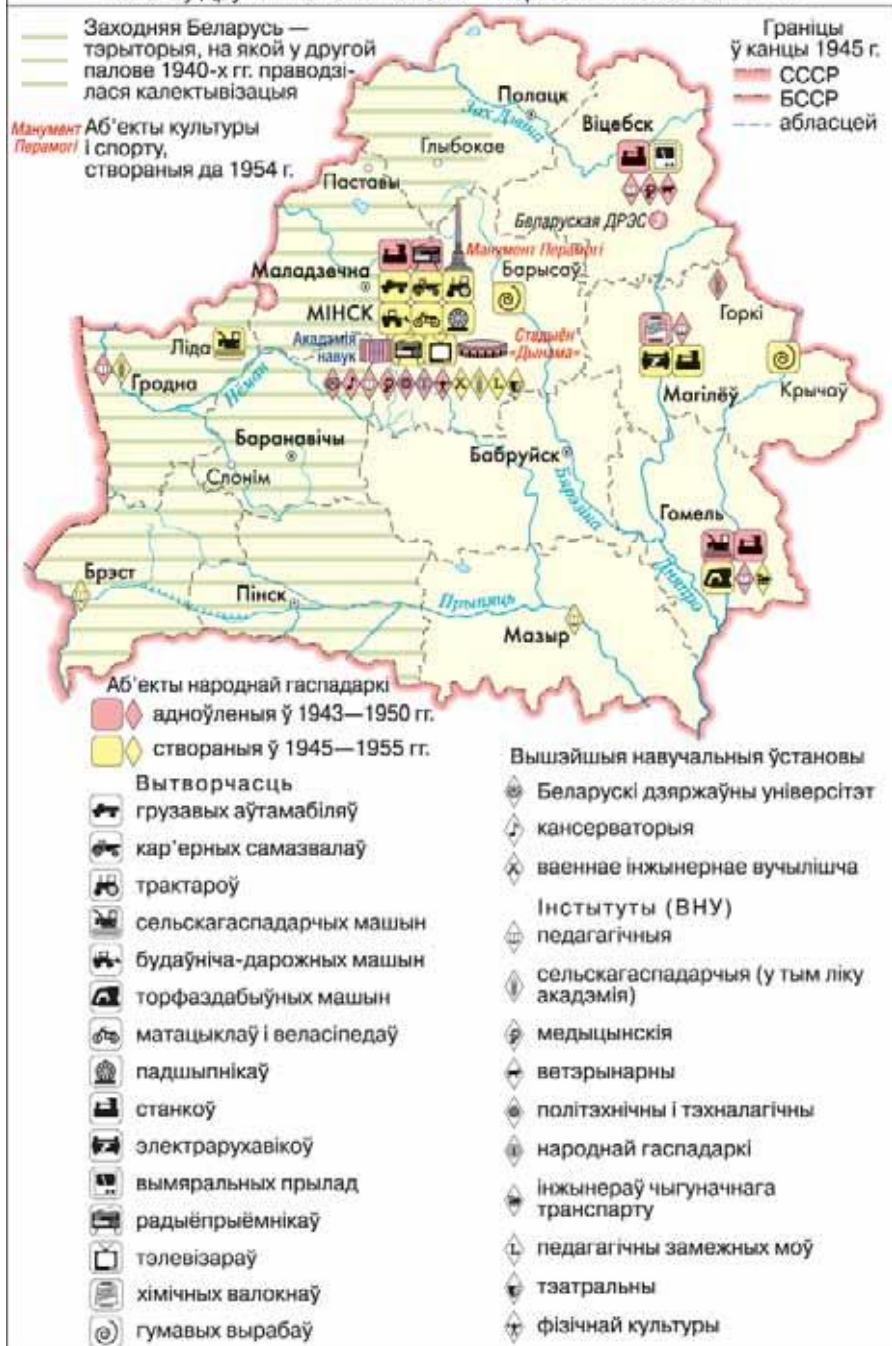 Заходняя Беларусь —
тэрыторыя, на якой у другой
палове 1940-х гг. праводзі-
лася калектывізацыя
Манумент
Перамогі
Аб'екты культуры
і спорту,
створаныя да 1954 г.
Граніцы
ў канцы 1945 г.
СССР
БССР
абласцей
Полацк
Зах Дзвіна
Віцебск
Глыбокае
Паставы
Беларуская ДРЭС
Манумент Перамогі
Маладзечна
Барысаў
МІНСК
Горкі
Акадэмія
навук
Стадыён
«Дынама»
Ліда
Гродна
Нёман
Магілёў
Крычаў
Баранавічы
Слонім
Бабруйск
Бярэзіна
Гомель
Дняпро
Брэст
Пінск
Прыпяць
Мазыр
Аб'екты народнай гаспадаркі
адноўленыя ў 1943—1950 гг.
створаныя ў 1945—1955 гг.
Вытворчасць
грузавых аўтамабіляў
кар'ерных самазвалаў
трактароў
сельскагаспадарчых машын
будаўніча-дарожных машын
торфаздабыўных машын
матацыклаў і веласіпедаў
падшыпнікаў
станкоў
электрарухавікоў
вымяральных прылад
радыёпрыёмнікаў
тэлевізараў
хімічных валокнаў
гумавых вырабаў
Вышэйшыя навучальныя ўстановы
Беларускі дзяржаўны універсітэт
кансерваторыя
ваеннае інжынернае вучылішча
Інстытуты (ВНУ)
педагагічныя
сельскагаспадарчыя (у тым ліку
акадэмія)
медыцынскія
ветэрынарны
політэхнічны і тэхналагічны
народнай гаспадаркі
інжынераў чыгуначнага
транспарту
педагагічны замежных моў
тэатральны
фізічнай культуры